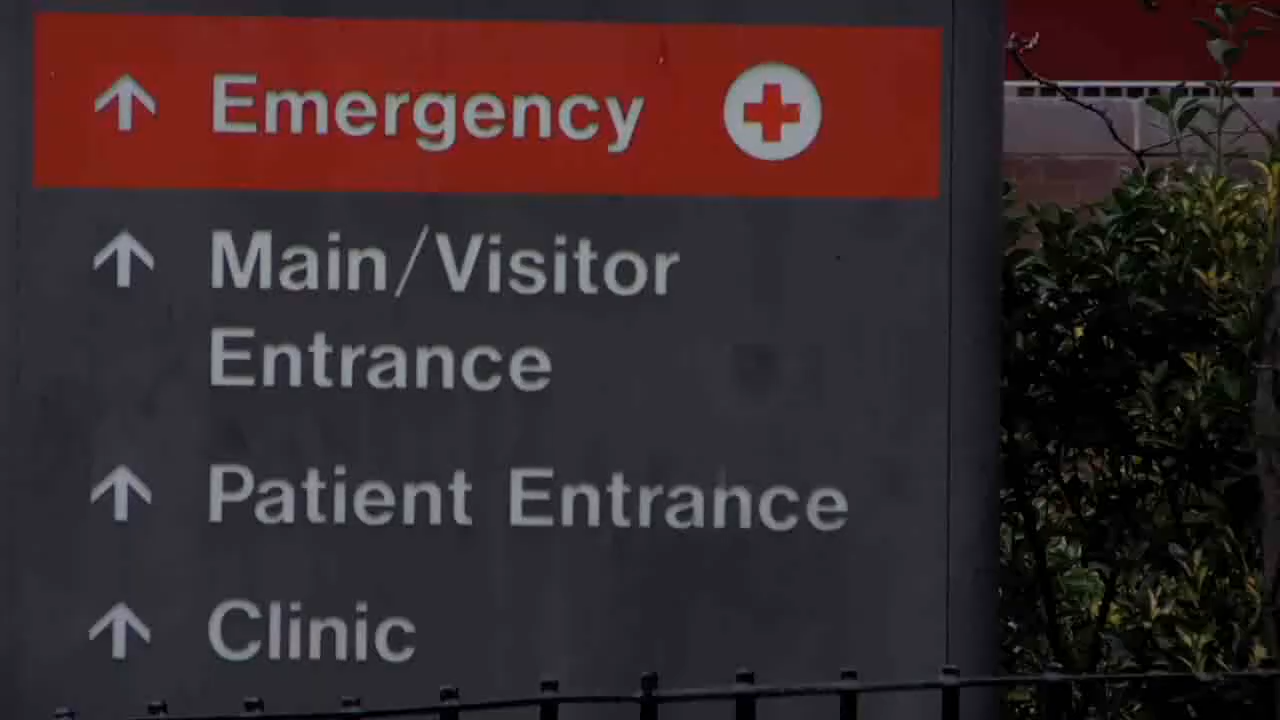 Emergency
Main/Visitor
Entrance
Patient Entrance
Clinic